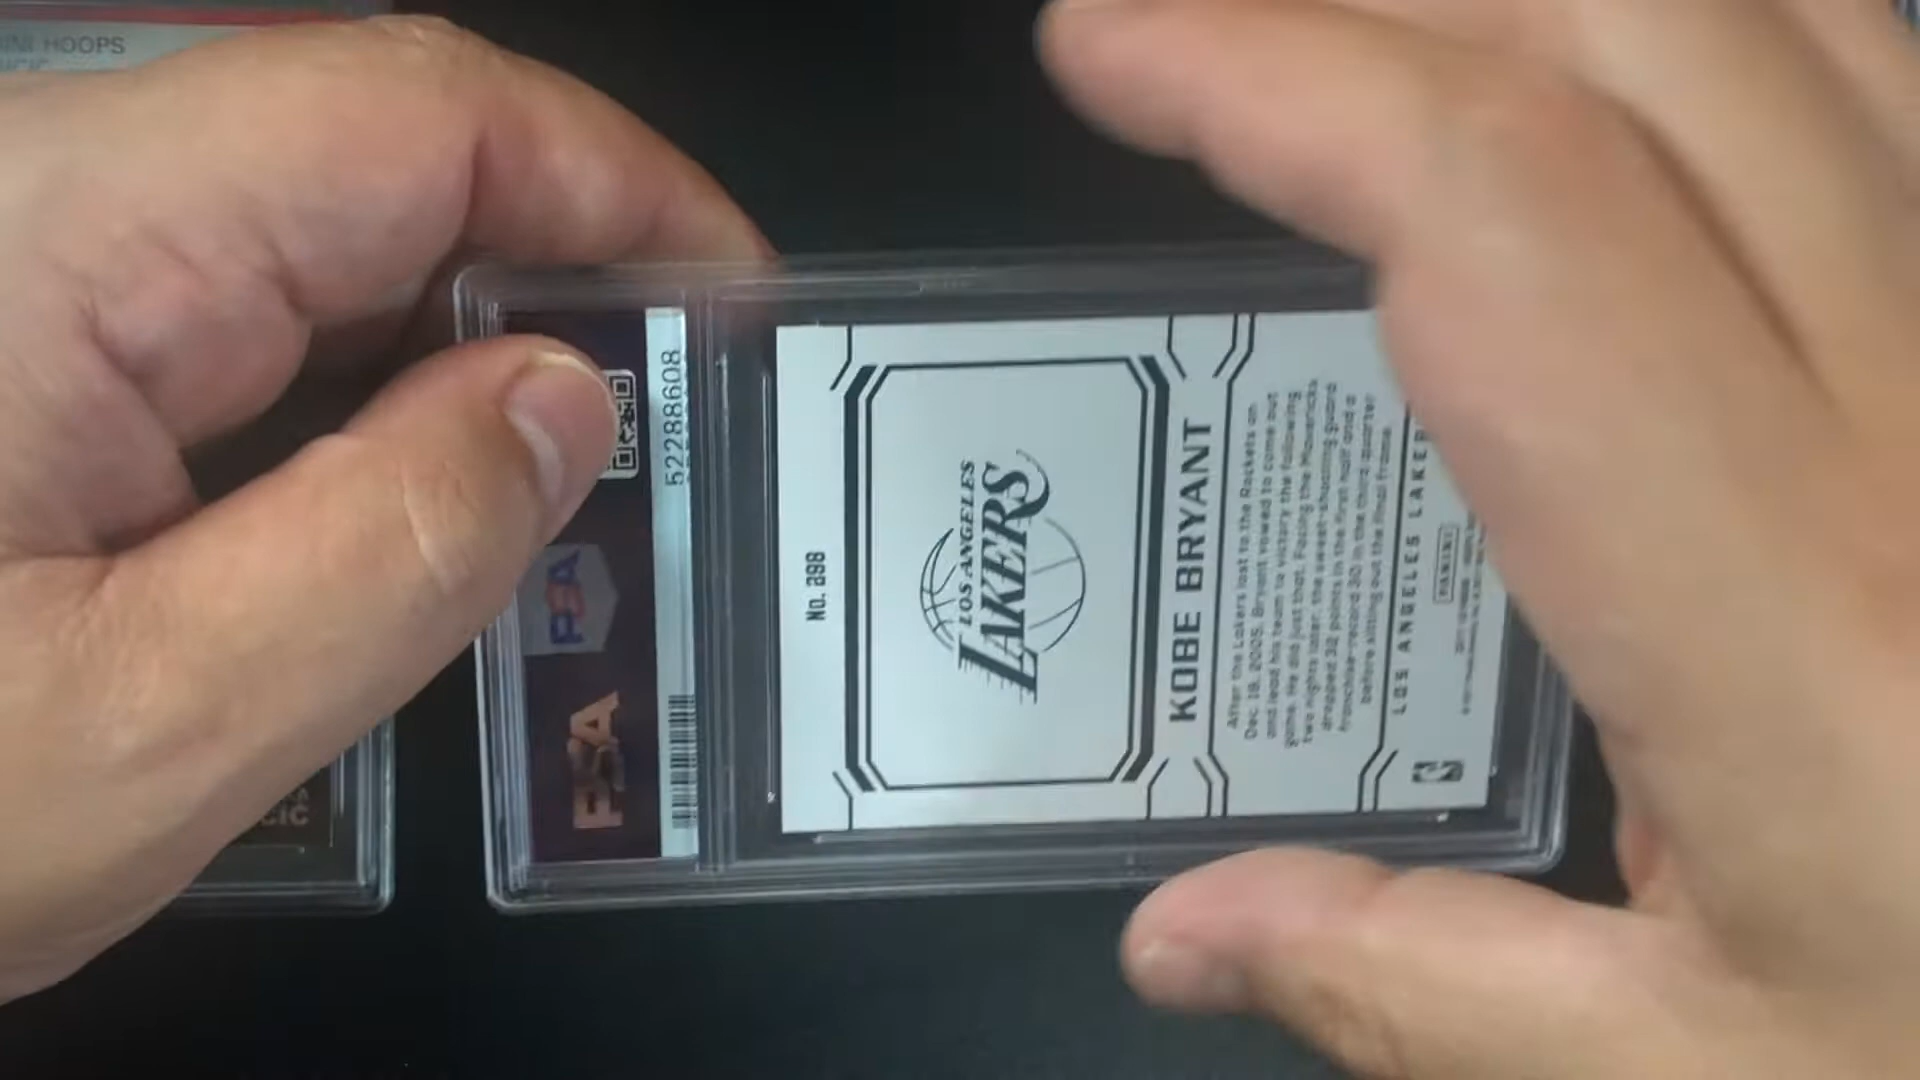 HOOPS
PSA
PSA
52288608
No. 298
LOS ANGELES
LAKERS
KOBE BRYANT
After the Lakers lost to the Rockets on
Dec. 18, 2005, Bryant vowed to come out
and lead his team to victory the following
game. He did just that. Facing the Mavericks
two nights later, the sweet-shooting guard
dropped 32 points in the first half and a
franchise-record 30 in the third quarter
before sitting out the final frame.
LOS ANGELES LAKER
PANINI